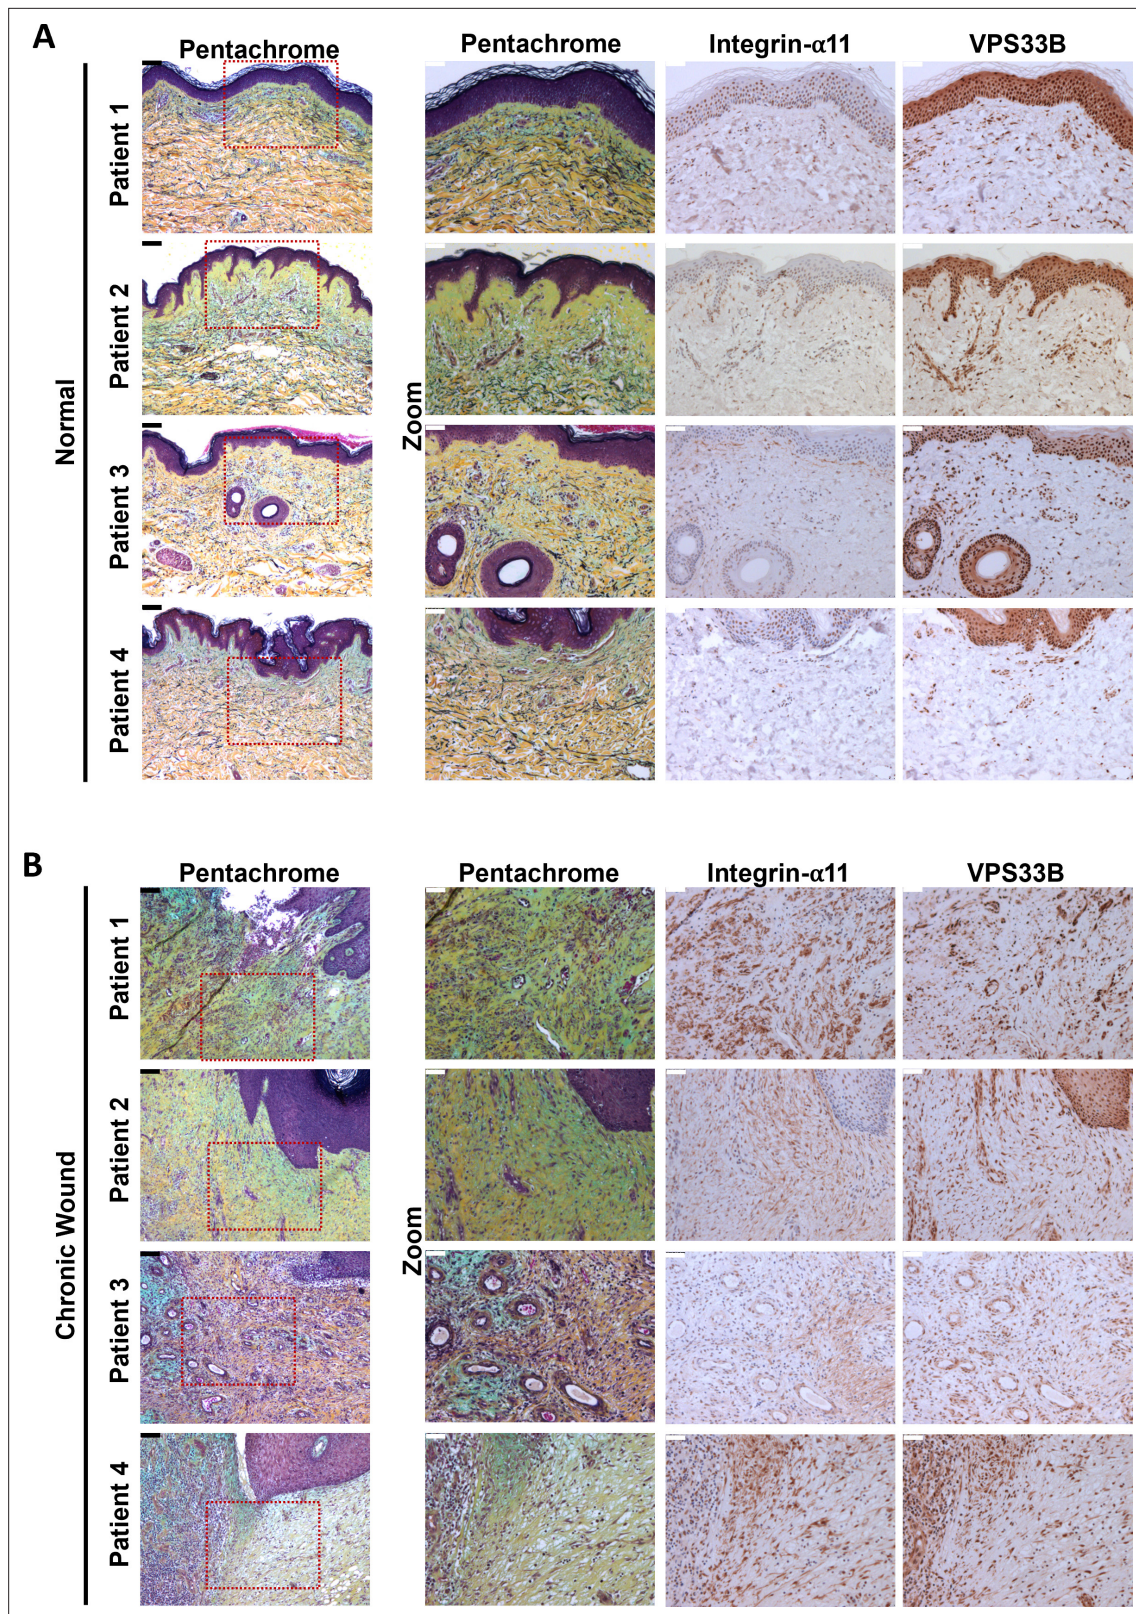 A
Pentachrome
Pentachrome
Integrin-α11
VPS33B
Normal
Patient 1
Patient 2
Patient 3
Patient 4
Zoom
B
Pentachrome
Pentachrome
Integrin-α11
VPS33B
Chronic Wound
Patient 1
Patient 2
Patient 3
Patient 4
Zoom